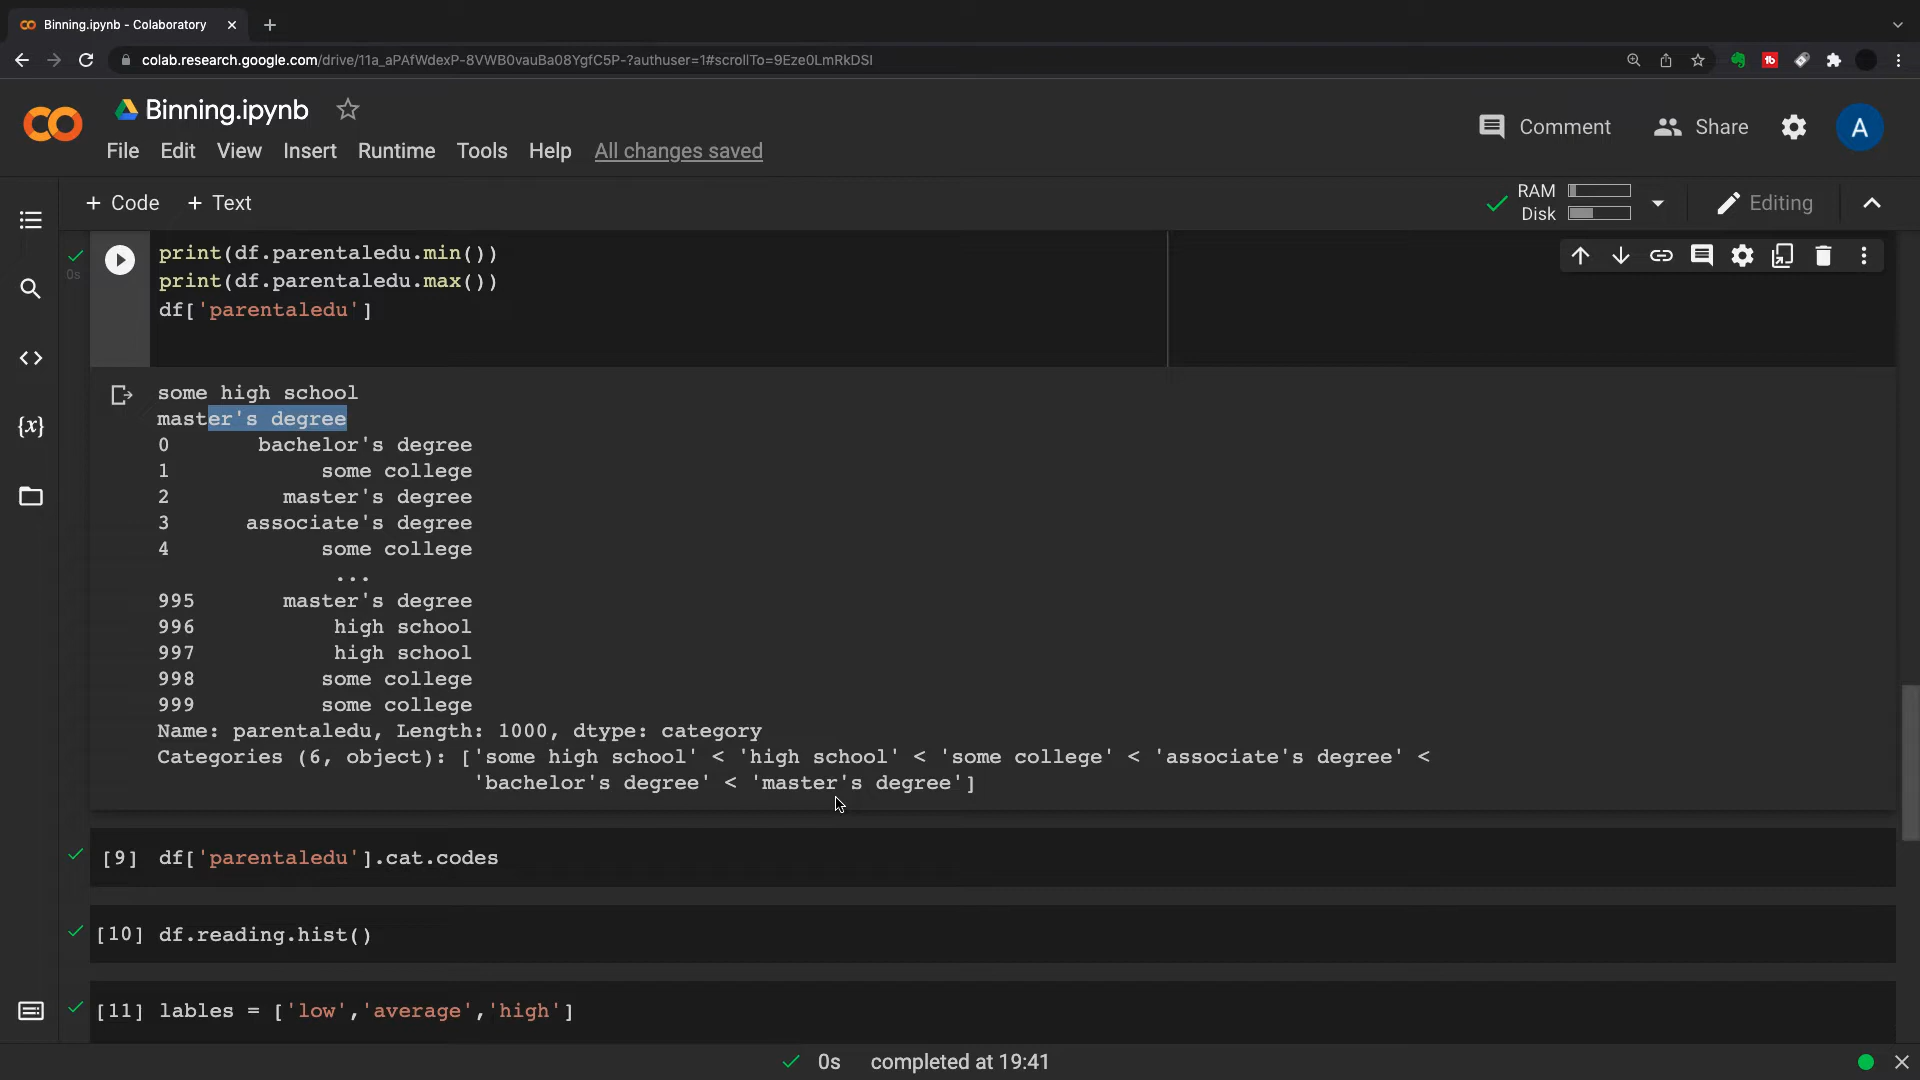 Binning.ipynb - Colaboratory
colab.research.google.com/drive/11a_aPAfWdexP-8VWB0vauBa08YgfC5P-?authuser=1#scrollTo=9Eze0LmRkDSI
Binning.ipynb
Comment
Share
A
File Edit View Insert Runtime Tools Help All changes saved
+ Code + Text
RAM
Disk
Editing
0s
print(df.parentaledu.min())
print(df.parentaledu.max())
df['parentaledu']
some high school
master's degree
0 bachelor's degree
1 some college
2 master's degree
3 associate's degree
4 some college
...
995 master's degree
996 high school
997 high school
998 some college
999 some college
Name: parentaledu, Length: 1000, dtype: category
Categories (6, object): ['some high school' < 'high school' < 'some college' < 'associate's degree' <
'bachelor's degree' < 'master's degree']
[9] df['parentaledu'].cat.codes
[10] df.reading.hist()
[11] lables = ['low','average','high']
0s completed at 19:41